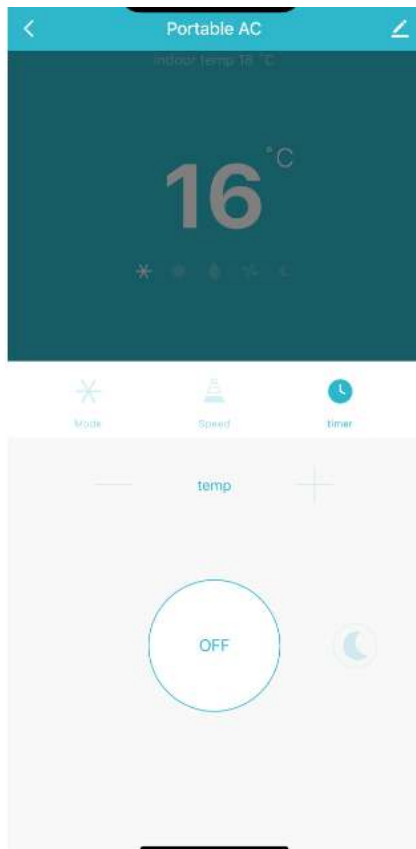 Portable AC
indoor temp 18 °C
16 °C
Mode Speed timer
temp
OFF